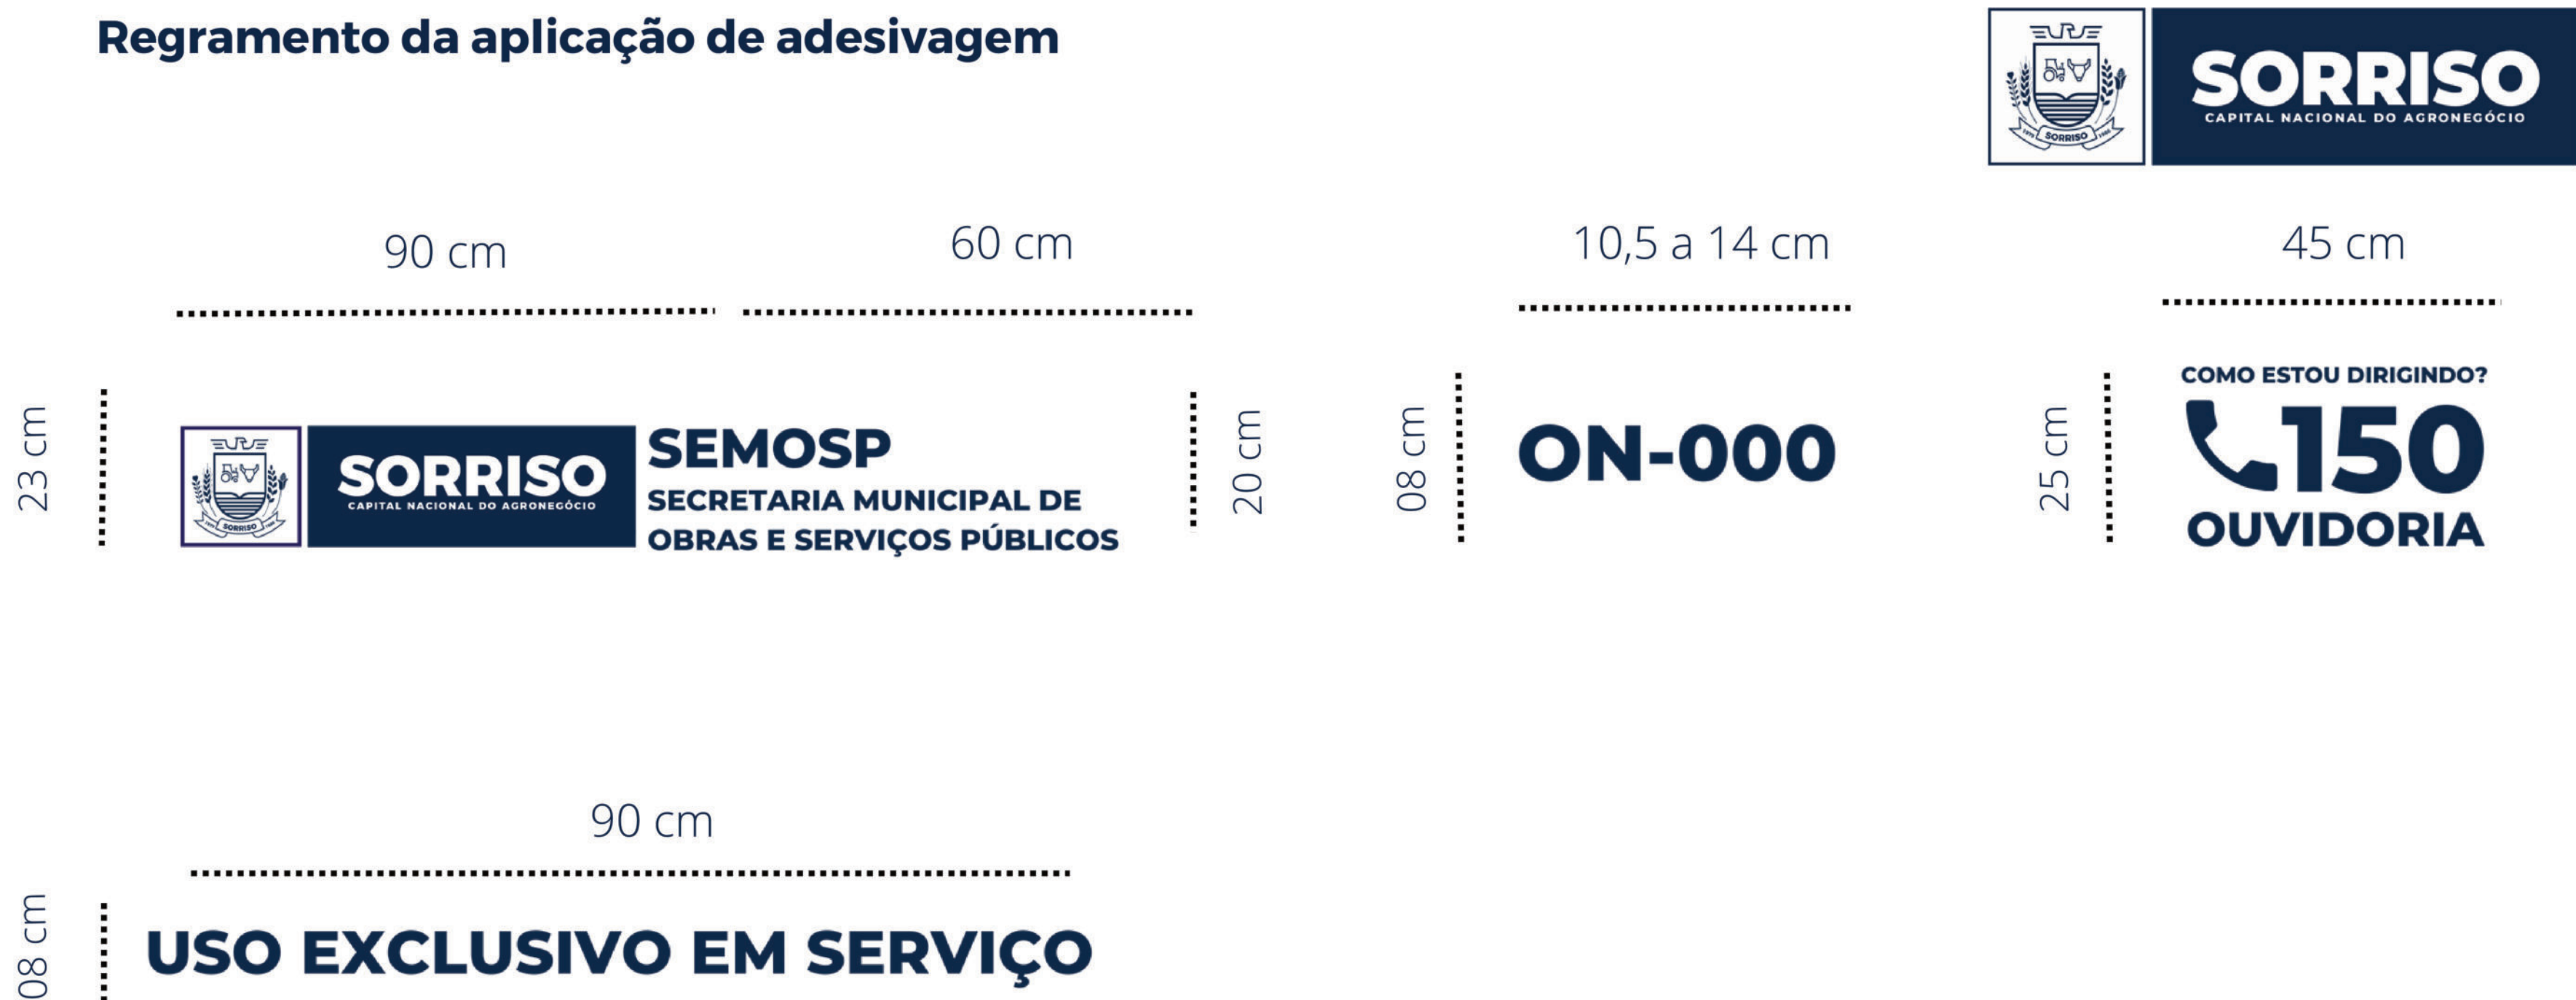 Regramento da aplicação de adesivagem
SORRISO
SORRISO
CAPITAL NACIONAL DO AGRONEGÓCIO
90 cm
60 cm
10,5 a 14 cm
45 cm
23 cm
SORRISO
SORRISO
CAPITAL NACIONAL DO AGRONEGÓCIO
SEMOSP
SECRETARIA MUNICIPAL DE
OBRAS E SERVIÇOS PÚBLICOS
20 cm
08 cm
ON-000
25 cm
COMO ESTOU DIRIGINDO?
150
OUVIDORIA
90 cm
08 cm
USO EXCLUSIVO EM SERVIÇO